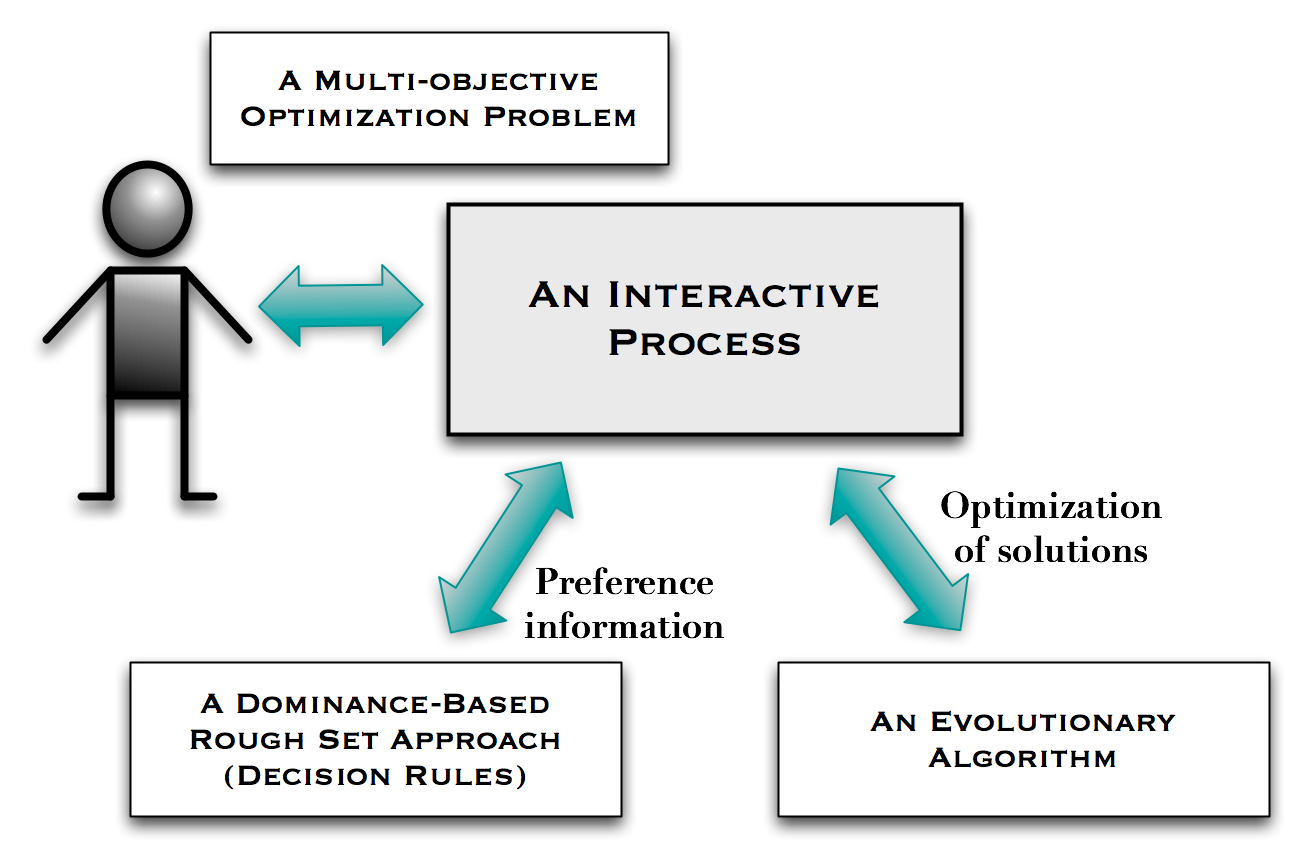 A Multi-objective
Optimization Problem
An Interactive
Process
Optimization
of solutions
Preference
information
A Dominance-Based
Rough Set Approach
(Decision Rules)
An Evolutionary
Algorithm